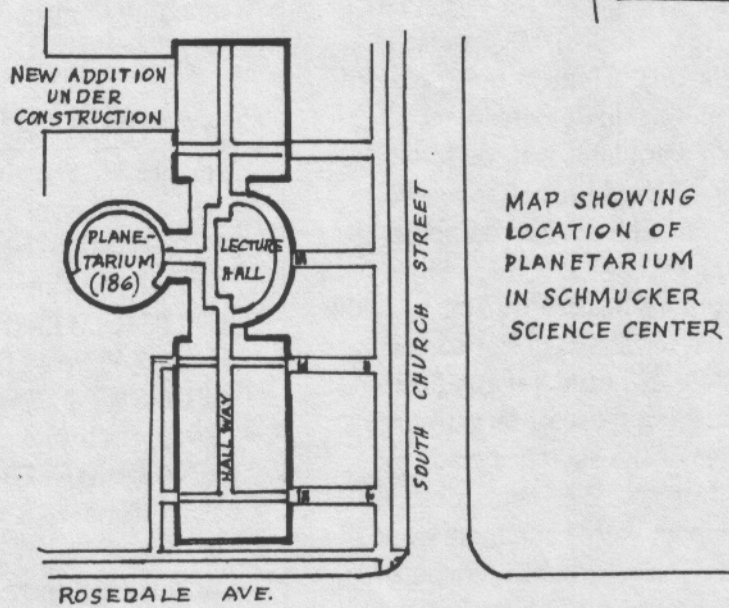 NEW ADDITION
UNDER
CONSTRUCTION
PLANE-
TARIUM
(186)
LECTURE
HALL
HALLWAY
SOUTH CHURCH STREET
MAP SHOWING
LOCATION OF
PLANETARIUM
IN SCHMUCKER
SCIENCE CENTER
ROSEDALE AVE.